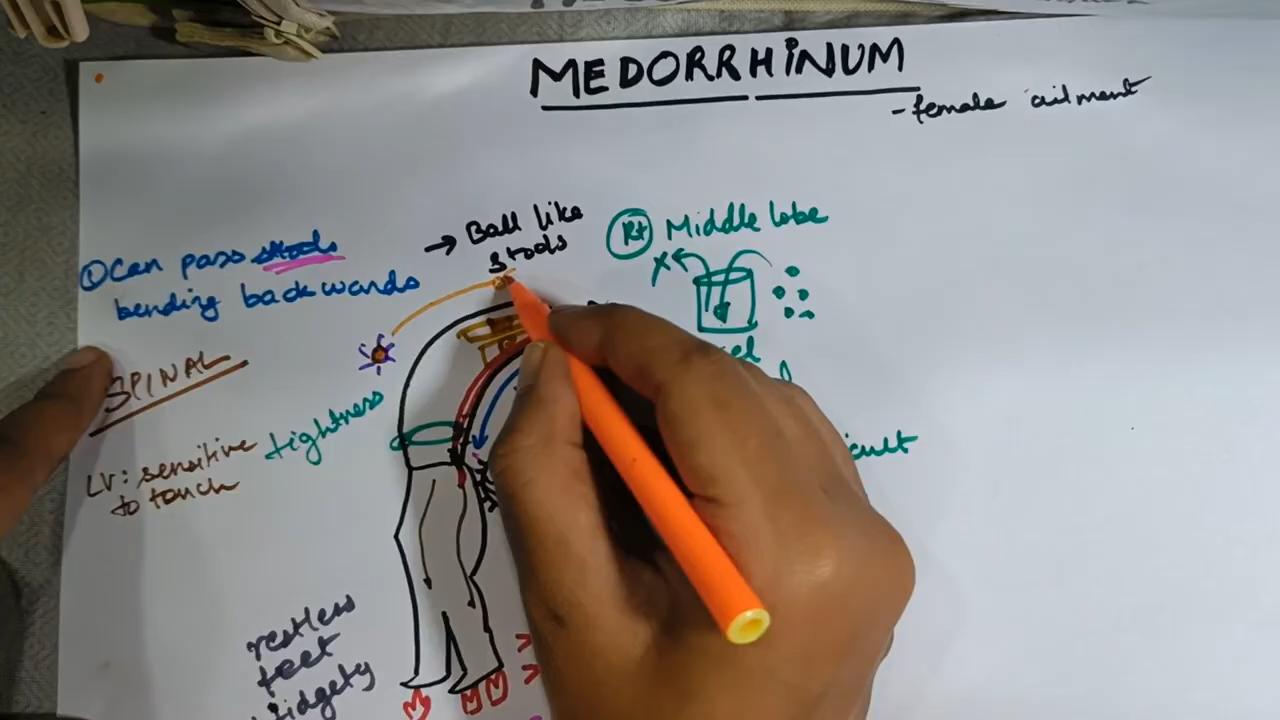 MEDORRHINUM
- female ailment
→ Ball like
stools
Rt Middle lobe
X
① Can pass stools
bending backwards
SPINAL
tightness
LV: sensitive
to touch
restless
feet
fidgety